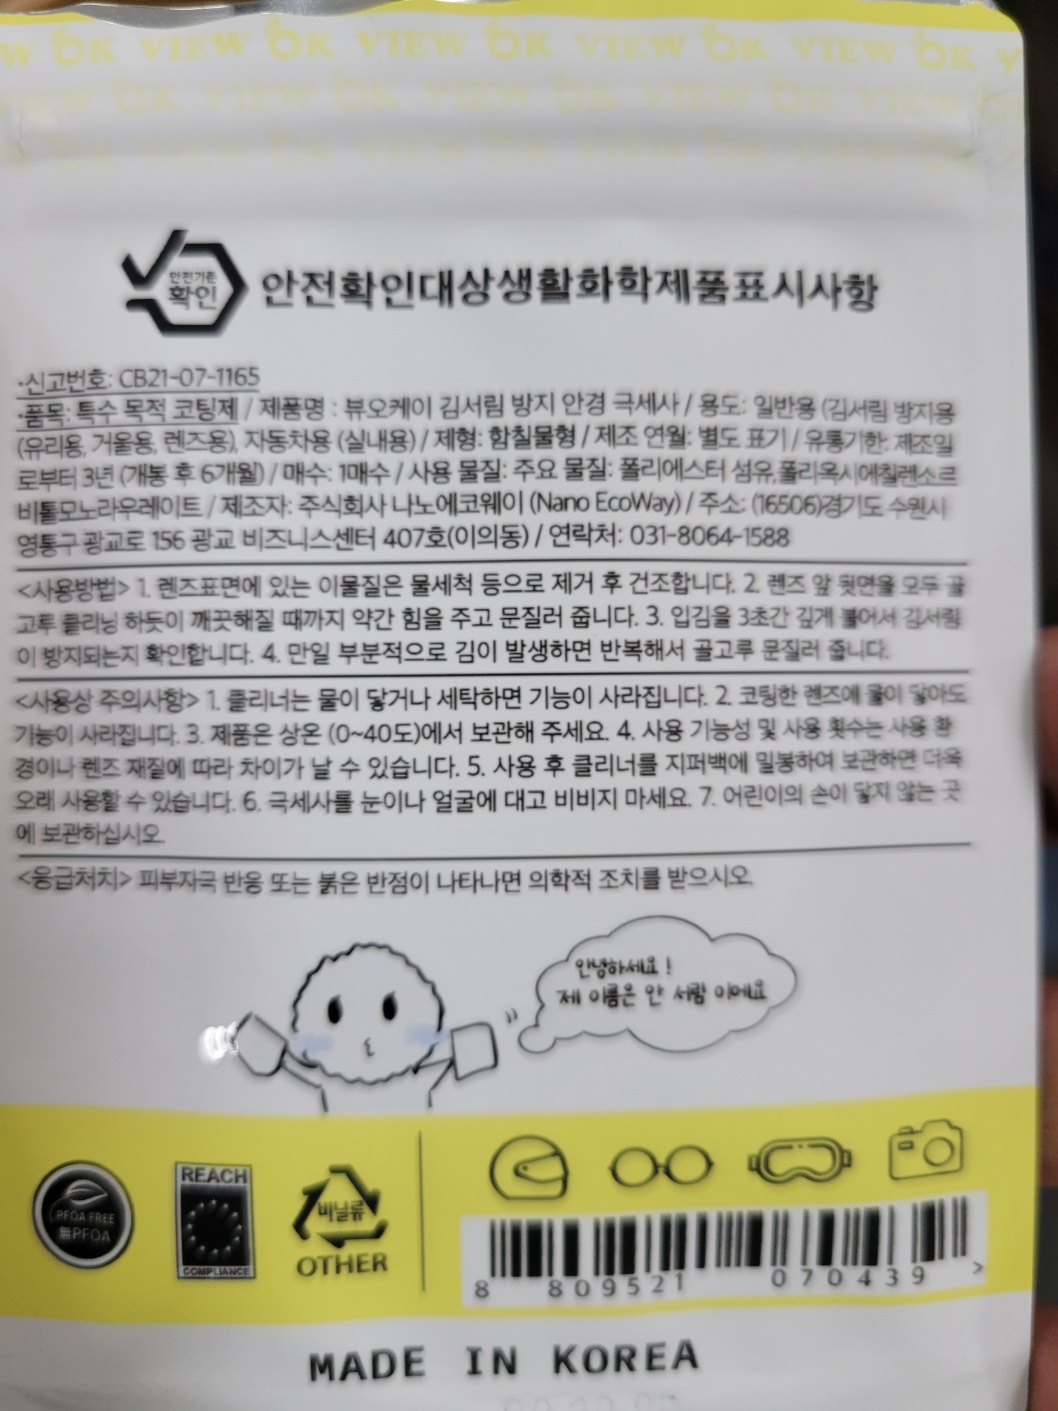 W OK VIEW OK VIEW OK VIEW OK V
VIEW OK VIEW OK VIEW OK VIEW
OK VIEW OK VIEW OK VIEW OK VIEW OK
안전기준
확인
안전확인대상생활화학제품표시사항
·신고번호: CB21-07-1165
·품목: 특수 목적 코팅제 / 제품명 : 뷰오케이 김서림 방지 안경 극세사 / 용도: 일반용 (김서림 방지용
(유리용, 거울용, 렌즈용), 자동차용 (실내용) / 제형: 함침물형 / 제조 연월: 별도 표기 / 유통기한: 제조일
로부터 3년 (개봉 후 6개월) / 매수: 1매수 / 사용 물질: 주요 물질: 폴리에스터 섬유,폴리옥시에칠렌소르
비톨모노라우레이트 / 제조자: 주식회사 나노에코웨이 (Nano EcoWay) / 주소: (16506)경기도 수원시
영통구 광교로 156 광교 비즈니스센터 407호(이의동) / 연락처: 031-8064-1588
<사용방법> 1. 렌즈표면에 있는 이물질은 물세척 등으로 제거 후 건조합니다. 2. 렌즈 앞 뒷면을 모두 골
고루 클리닝 하듯이 깨끗해질 때까지 약간 힘을 주고 문질러 줍니다. 3. 입김을 3초간 깊게 불어서 김서림
이 방지되는지 확인합니다. 4. 만일 부분적으로 김이 발생하면 반복해서 골고루 문질러 줍니다.
<사용상 주의사항> 1. 클리너는 물이 닿거나 세탁하면 기능이 사라집니다. 2. 코팅한 렌즈에 물이 닿아도
기능이 사라집니다. 3. 제품은 상온 (0~40도)에서 보관해 주세요. 4. 사용 기능성 및 사용 횟수는 사용 환
경이나 렌즈 재질에 따라 차이가 날 수 있습니다. 5. 사용 후 클리너를 지퍼백에 밀봉하여 보관하면 더욱
오래 사용할 수 있습니다. 6. 극세사를 눈이나 얼굴에 대고 비비지 마세요. 7. 어린이의 손이 닿지 않는 곳
에 보관하십시오.
<응급처치> 피부자극 반응 또는 붉은 반점이 나타나면 의학적 조치를 받으시오.
안녕하세요 !
제 이름은 안 서림 이에요
PFOA FREE
無PFOA
REACH
COMPLIANCE
비닐류
OTHER
8 809521 070439 >
MADE IN KOREA